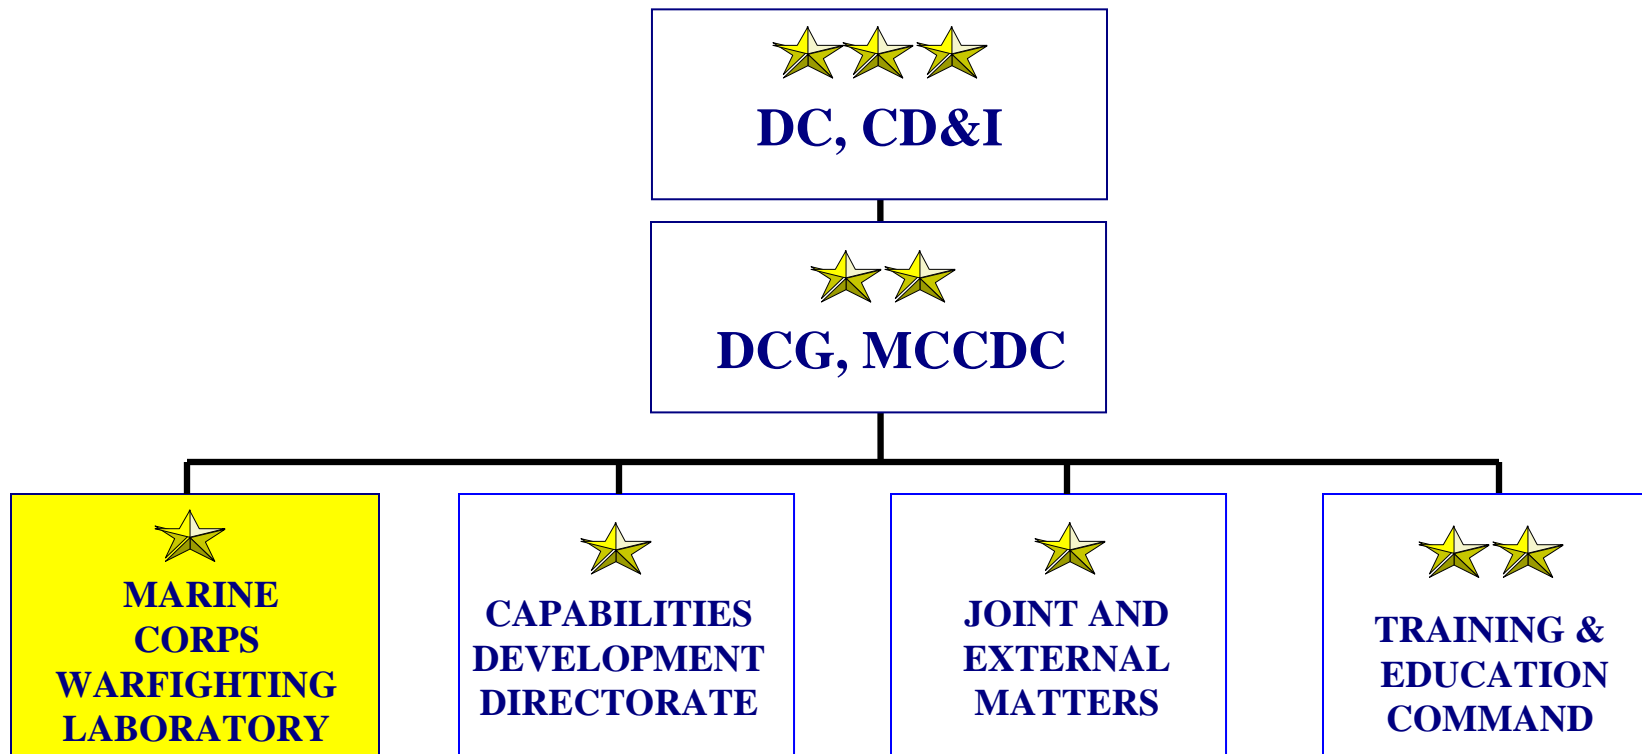 DC, CD&I
DCG, MCCDC
MARINE
CORPS
WARFIGHTING
LABORATORY
CAPABILITIES
DEVELOPMENT
DIRECTORATE
JOINT AND
EXTERNAL
MATTERS
TRAINING &
EDUCATION
COMMAND